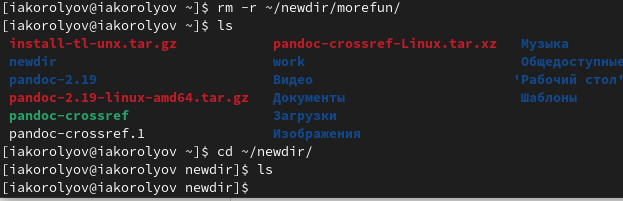 [iakorolyov@iakorolyov ~]$ rm -r ~/newdir/morefun/
[iakorolyov@iakorolyov ~]$ ls
install-tl-unx.tar.gz pandoc-crossref-Linux.tar.xz Музыка
newdir work Общедоступные
pandoc-2.19 Видео 'Рабочий стол'
pandoc-2.19-linux-amd64.tar.gz Документы Шаблоны
pandoc-crossref Загрузки
pandoc-crossref.1 Изображения
[iakorolyov@iakorolyov ~]$ cd ~/newdir/
[iakorolyov@iakorolyov newdir]$ ls
[iakorolyov@iakorolyov newdir]$